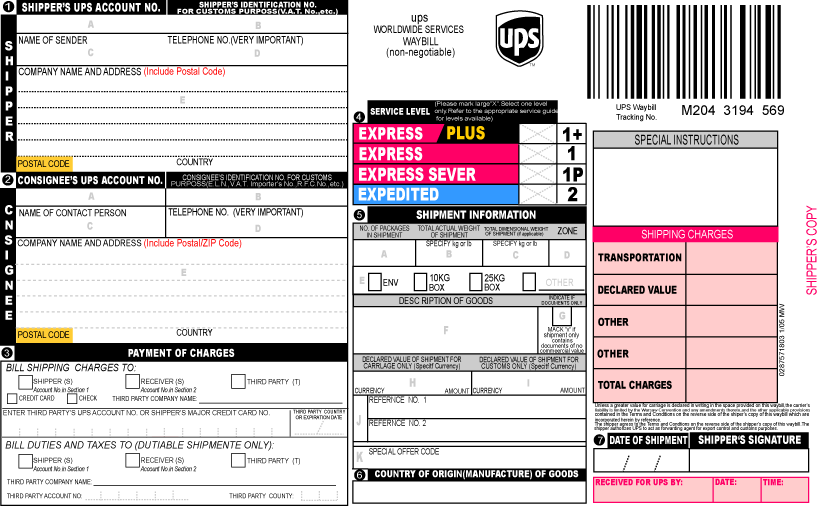 1 SHIPPER'S UPS ACCOUNT NO.
SHIPPER'S IDENTIFICATION NO.
FOR CUSTOMS PURPOSS(V.A.T. No.,etc.)
A
B
NAME OF SENDER
TELEPHONE NO.(VERY IMPORTANT)
C
D
SHIPPER
COMPANY NAME AND ADDRESS (Include Postal Code)
E
POSTAL CODE
COUNTRY
2 CONSIGNEE'S UPS ACCOUNT NO.
CONSIGNEE'S IDENTIFICATION NO. FOR CUSTOMS
PURPOSS(E.L.N.,V.A.T. Importer's No.,R.F.C.No.,etc.)
A
B
NAME OF CONTACT PERSON
TELEPHONE NO. (VERY IMPORTANT)
C
D
CNSIGNEE
COMPANY NAME AND ADDRESS (Include Postal/ZIP Code)
E
POSTAL CODE
COUNTRY
3 PAYMENT OF CHARGES
BILL SHIPPING CHARGES TO:
SHIPPER (S)
Account No in Section 1
RECEIVER (S)
Account No in Section 2
THIRD PARTY (T)
CREDIT CARD
CHECK
THIRD PARTY COMPANY NAME:
ENTER THIRD PARTY'S UPS ACCOUNT NO. OR SHIPPER'S MAJOR CREDIT CARD NO.
THIRD PARTY COUNTRY
OR EXPIRATION DATE
BILL DUTIES AND TAXES TO (DUTIABLE SHIPMENTE ONLY):
SHIPPER (S)
Account No in Section 1
RECEIVER (S)
Account No in Section 2
THIRD PARTY (T)
THIRD PARTY COMPANY NAME:
THIRD PARTY ACCOUNT NO:
THIRD PARTY COUNTY:
ups
WORLDWIDE SERVICES
WAYBILL
(non-negotiable)
ups
TM
4 SERVICE LEVEL
(Please mark large"X".Select one level
only.Refer to the appropriate service guide
for levels available)
EXPRESS PLUS 1+
EXPRESS 1
EXPRESS SEVER 1P
EXPEDITED 2
5 SHIPMENT INFORMATION
NO. OF PACKAGES
IN SHIPMENT
TOTAL ACTUAL WEIGHT
OF SHIPMENT
TOTAL DIMENSIONAL WEIGHT
OF SHIPMENT (if applicable)
ZONE
SPECIFY kg or lb
SPECIFY kg or lb
A
B
C
D
E
ENV
10KG
BOX
25KG
BOX
OTHER
DESC RIPTION OF GOODS
INDICATE IF
DOCUMENTS ONLY
F
G
MACK "x" if
shipment only
contains
documents of no
commercial value
DECLARED VALUE OF SHIPMENT FOR
CARRLAGE ONLY (Specitf Currency)
DECLARED VALUE OF SHIPMENT FOR
CUSTOMS ONLY (Specitf Currency)
H
I
CURRENCY
AMOUNT
CURRENCY
AMOUNT
J
REFERNCE NO. 1
REFERNCE NO. 2
K
SPECIAL OFFER CODE
6 COUNTRY OF ORIGIN(MANUFACTURE) OF GOODS
UPS Waybill
Tracking No.
M204 3194 569
SPECIAL INSTRUCTIONS
SHIPPING CHARGES
TRANSPORTATION
DECLARED VALUE
OTHER
OTHER
TOTAL CHARGES
Unless a greater value for carriage is declared in writing in the space provided on this waybill,the carrier's
liability is limited by the Warsaw Convention and any amendments thereto,and the other applicable provisions
contained in the Terms and Conditions on the reverse side of the shiper's copy of this waybill which are
incorporated herein by reference.
The shipper agrees to the Terms and Conditions on the reverse side of the shipper's copy of this waybill.The
shipper authorizes UPS to act as forwarding agent for export control and customs purposes.
7 DATE OF SHIPMENT
SHIPPER'S SIGNATURE
/ /
RECEIVED FOR UPS BY:
DATE:
TIME:
0287571803 1/05 MW
SHIPPER'S COPY